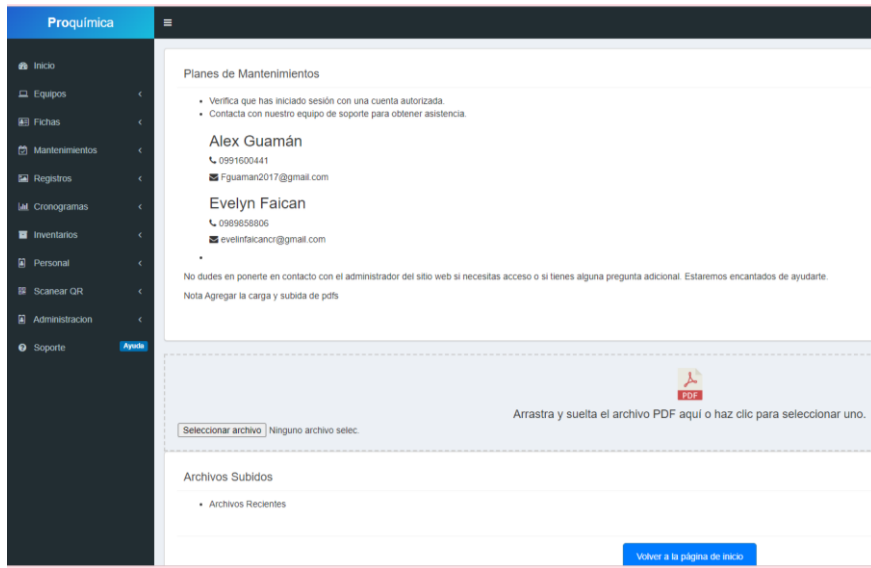 Proquímica
Inicio
Equipos
Fichas
Mantenimientos
Registros
Cronogramas
Inventarios
Personal
Scanear QR
Administracion
Soporte
Ayude
Planes de Mantenimientos
Verifica que has iniciado sesión con una cuenta autorizada.
Contacta con nuestro equipo de soporte para obtener asistencia.
Alex Guamán
0991600441
Fguaman2017@gmail.com
Evelyn Faican
0989858806
evelinfaicancr@gmail.com
No dudes en ponerte en contacto con el administrador del sitio web si necesitas acceso o si tienes alguna pregunta adicional. Estaremos encantados de ayudarte.
Nota Agregar la carga y subida de pdfs
PDF
Arrastra y suelta el archivo PDF aquí o haz clic para seleccionar uno.
Seleccionar archivo Ninguno archivo selec.
Archivos Subidos
Archivos Recientes
Volver a la página de inicio